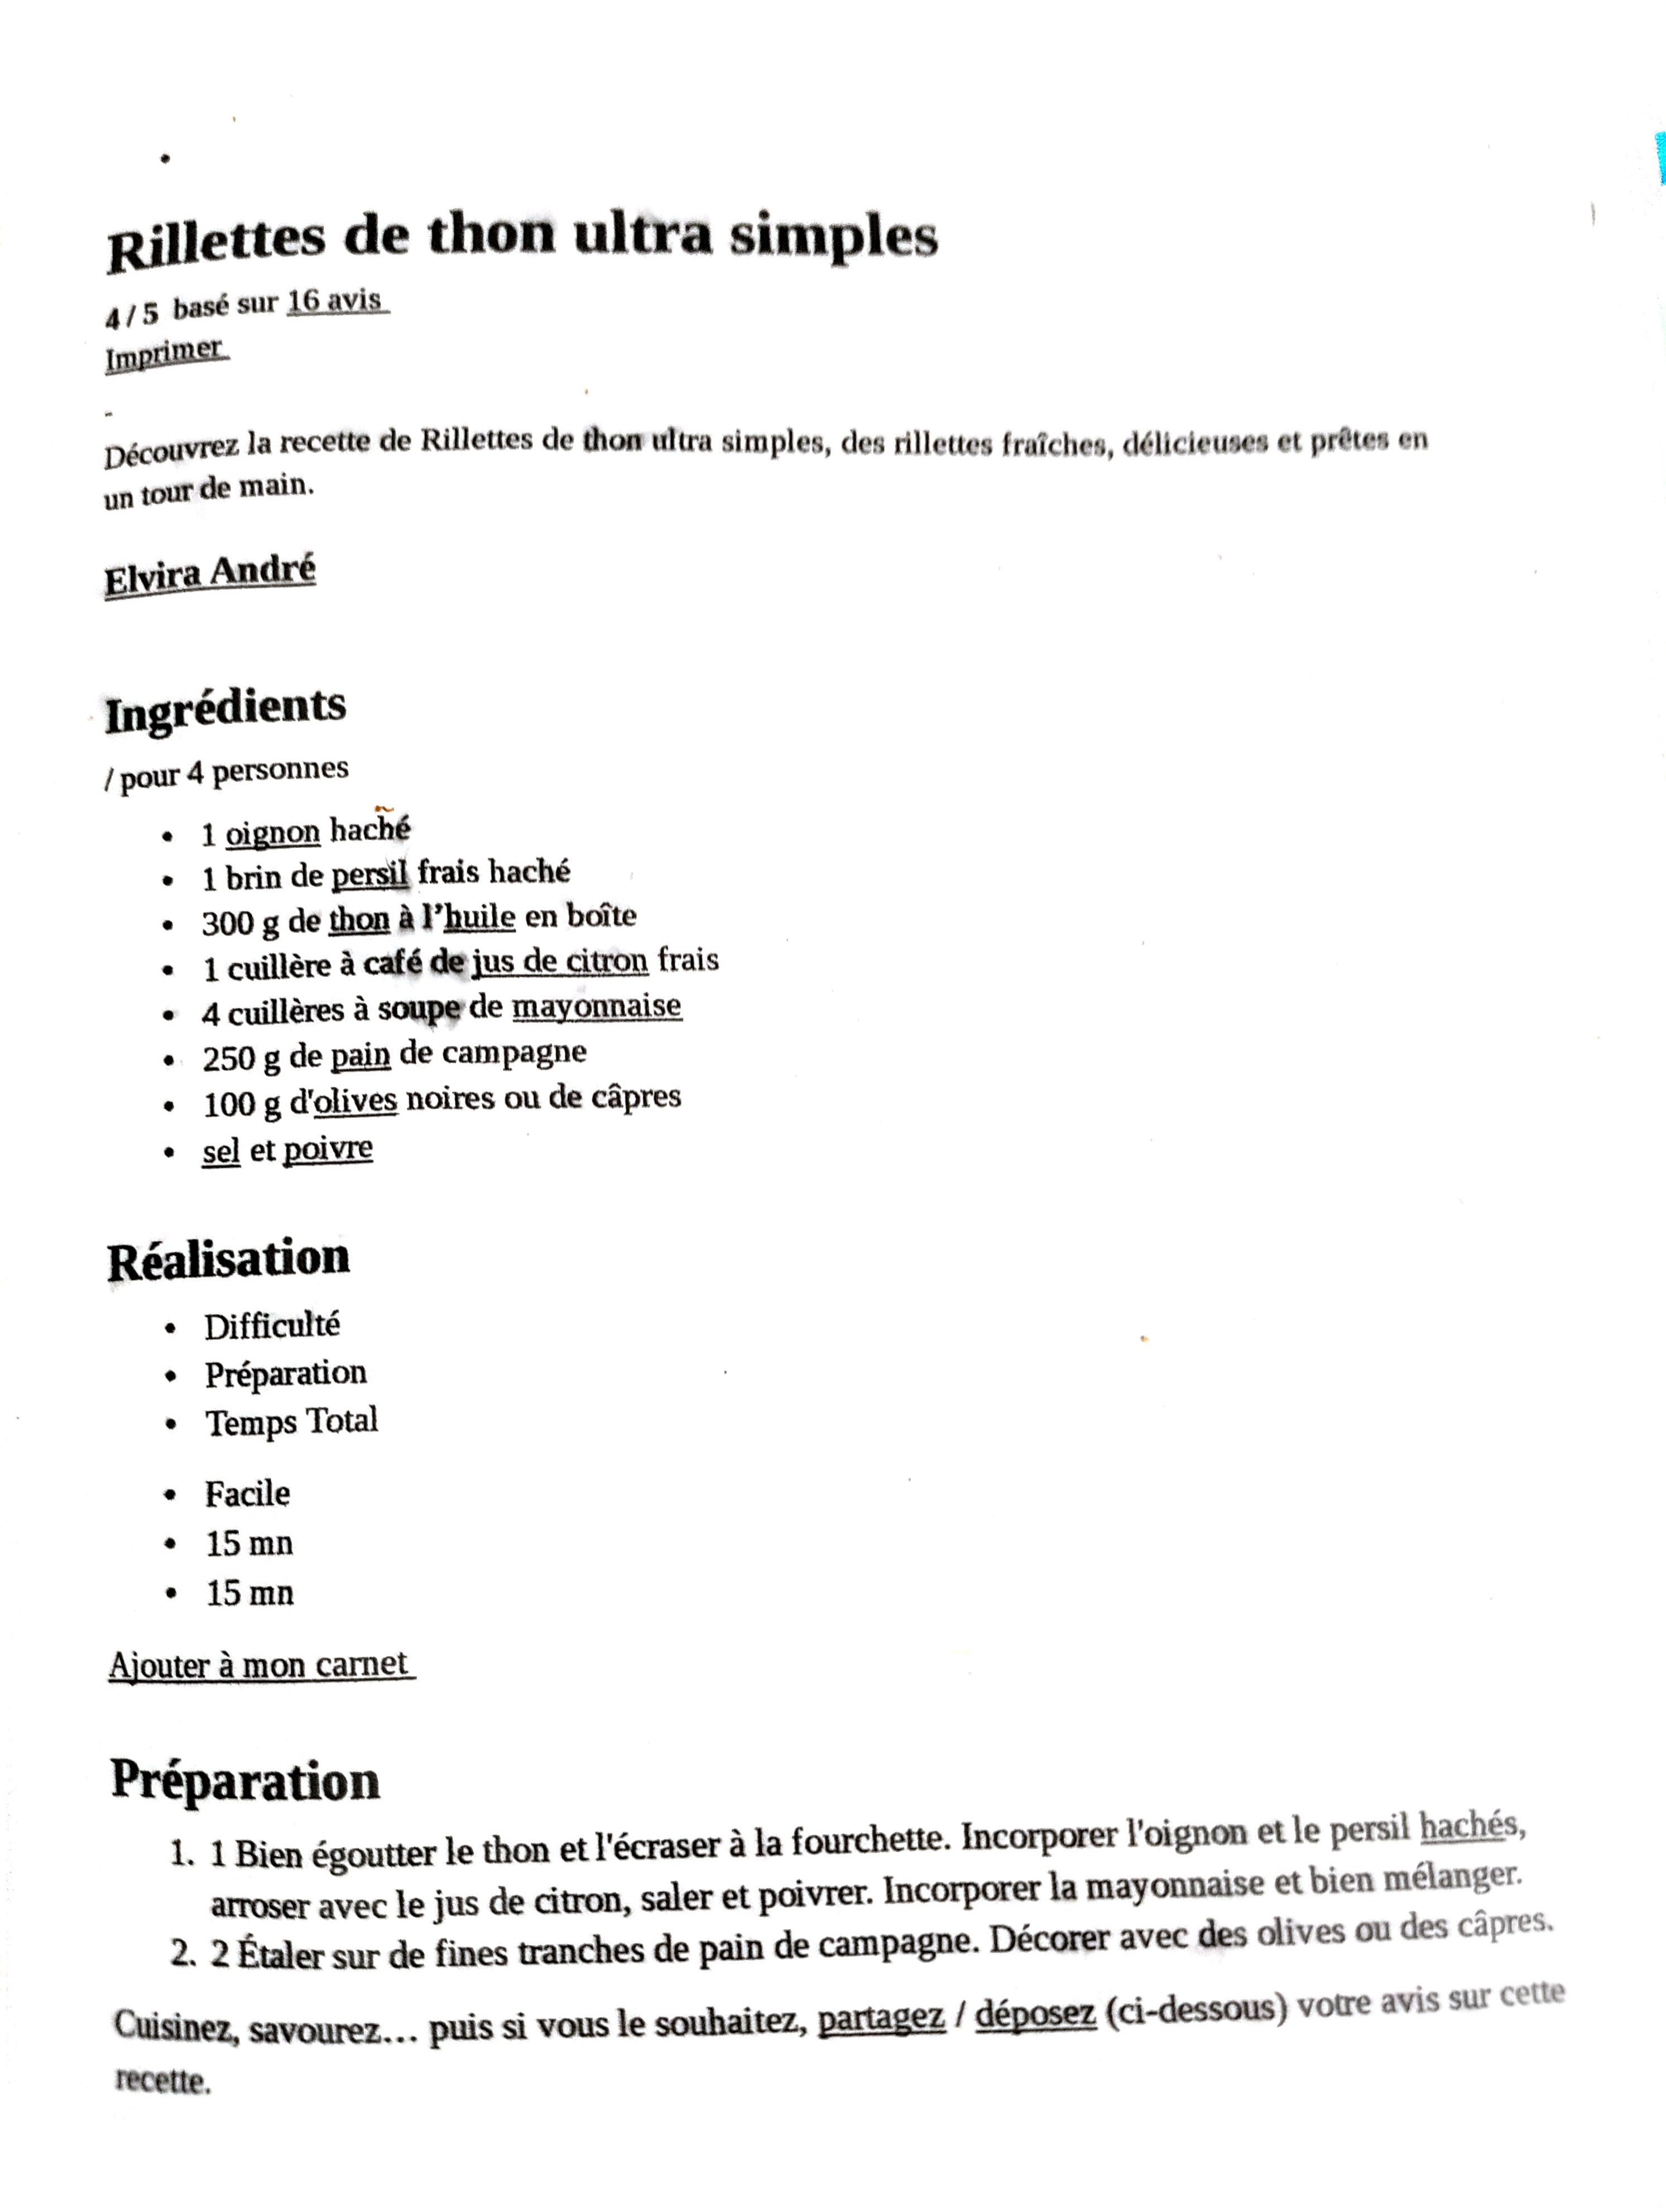 Rillettes de thon ultra simples
4/5 basé sur 16 avis
Imprimer
-
Découvrez la recette de Rillettes de thon ultra simples, des rillettes fraîches, délicieuses et prêtes en
un tour de main.
Elvira André
Ingrédients
/ pour 4 personnes
• 1 oignon haché
• 1 brin de persil frais haché
• 300 g de thon à l’huile en boîte
• 1 cuillère à café de jus de citron frais
• 4 cuillères à soupe de mayonnaise
• 250 g de pain de campagne
• 100 g d'olives noires ou de câpres
• sel et poivre
Réalisation
• Difficulté
• Préparation
• Temps Total
• Facile
• 15 mn
• 15 mn
Ajouter à mon carnet
Préparation
1. 1 Bien égoutter le thon et l'écraser à la fourchette. Incorporer l'oignon et le persil hachés,
arroser avec le jus de citron, saler et poivrer. Incorporer la mayonnaise et bien mélanger.
2. 2 Étaler sur de fines tranches de pain de campagne. Décorer avec des olives ou des câpres.
Cuisinez, savourez… puis si vous le souhaitez, partagez / déposez (ci-dessous) votre avis sur cette
recette.